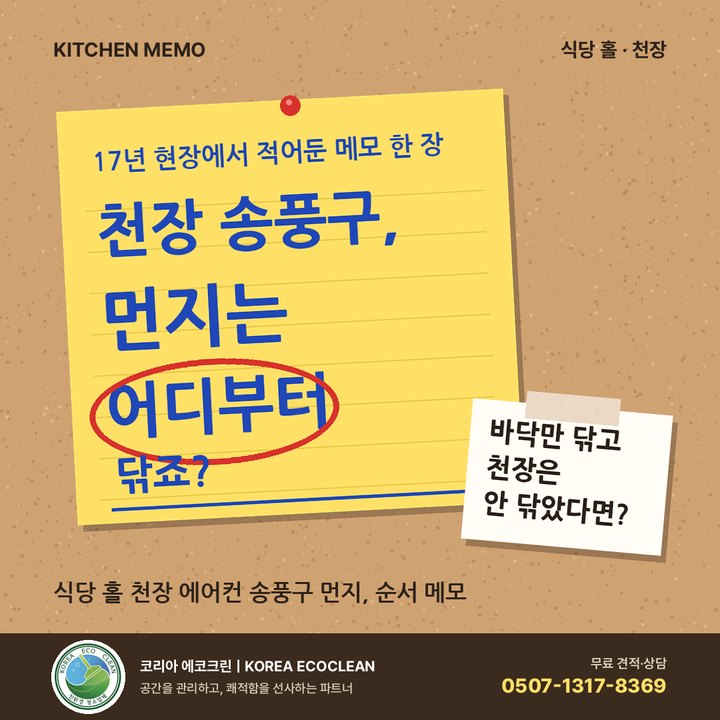 KITCHEN MEMO
식당 홀 · 천장
17년 현장에서 적어둔 메모 한 장
천장 송풍구,
먼지는
어디부터
닦죠?
바닥만 닦고
천장은
안 닦았다면?
식당 홀 천장 에어컨 송풍구 먼지, 순서 메모
KOREA ECO CLEAN
코리아 에코크린 | KOREA ECOCLEAN
공간을 관리하고, 쾌적함을 선사하는 파트너
무료 견적·상담
0507-1317-8369